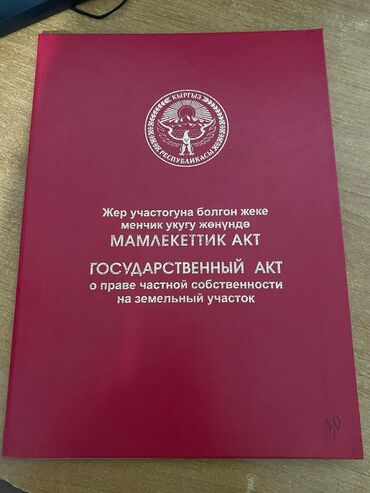 КЫРГЫЗ
РЕСПУБЛИКАСЫ
Жер участогуна болгон жеке
менчик укугу жөнүндө
МАМЛЕКЕТТИК АКТ
ГОСУДАРСТВЕННЫЙ АКТ
о праве частной собственности
на земельный участок